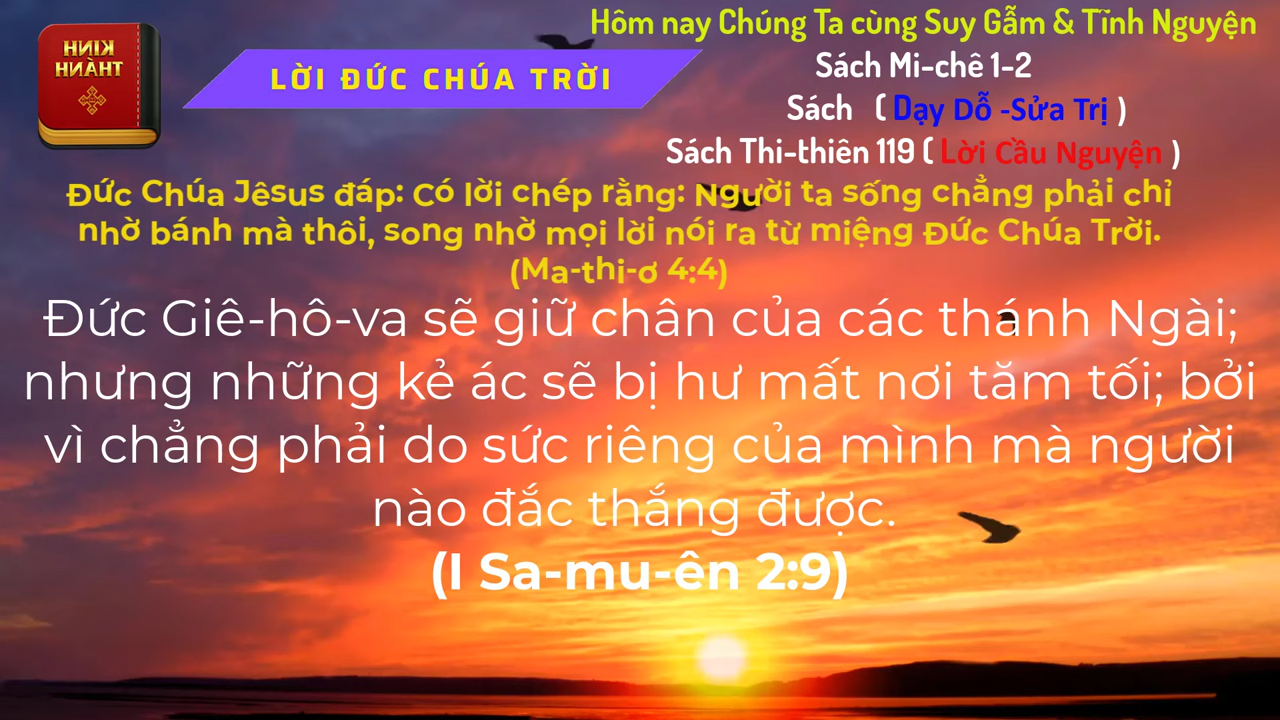 KINH
THÀNH
LỜI ĐỨC CHÚA TRỜI
Hôm nay Chúng Ta cùng Suy Gẫm & Tĩnh Nguyện
Sách Mi-chê 1-2
Sách ( Dạy Dỗ -Sửa Trị )
Sách Thi-thiên 119 ( Lời Cầu Nguyện )
Đức Chúa Jêsus đáp: Có lời chép rằng: Người ta sống chẳng phải chỉ
nhờ bánh mà thôi, song nhờ mọi lời nói ra từ miệng Đức Chúa Trời.
(Ma-thi-ơ 4:4)
Đức Giê-hô-va sẽ giữ chân của các thánh Ngài;
nhưng những kẻ ác sẽ bị hư mất nơi tăm tối; bởi
vì chẳng phải do sức riêng của mình mà người
nào đắc thắng được.
(I Sa-mu-ên 2:9)